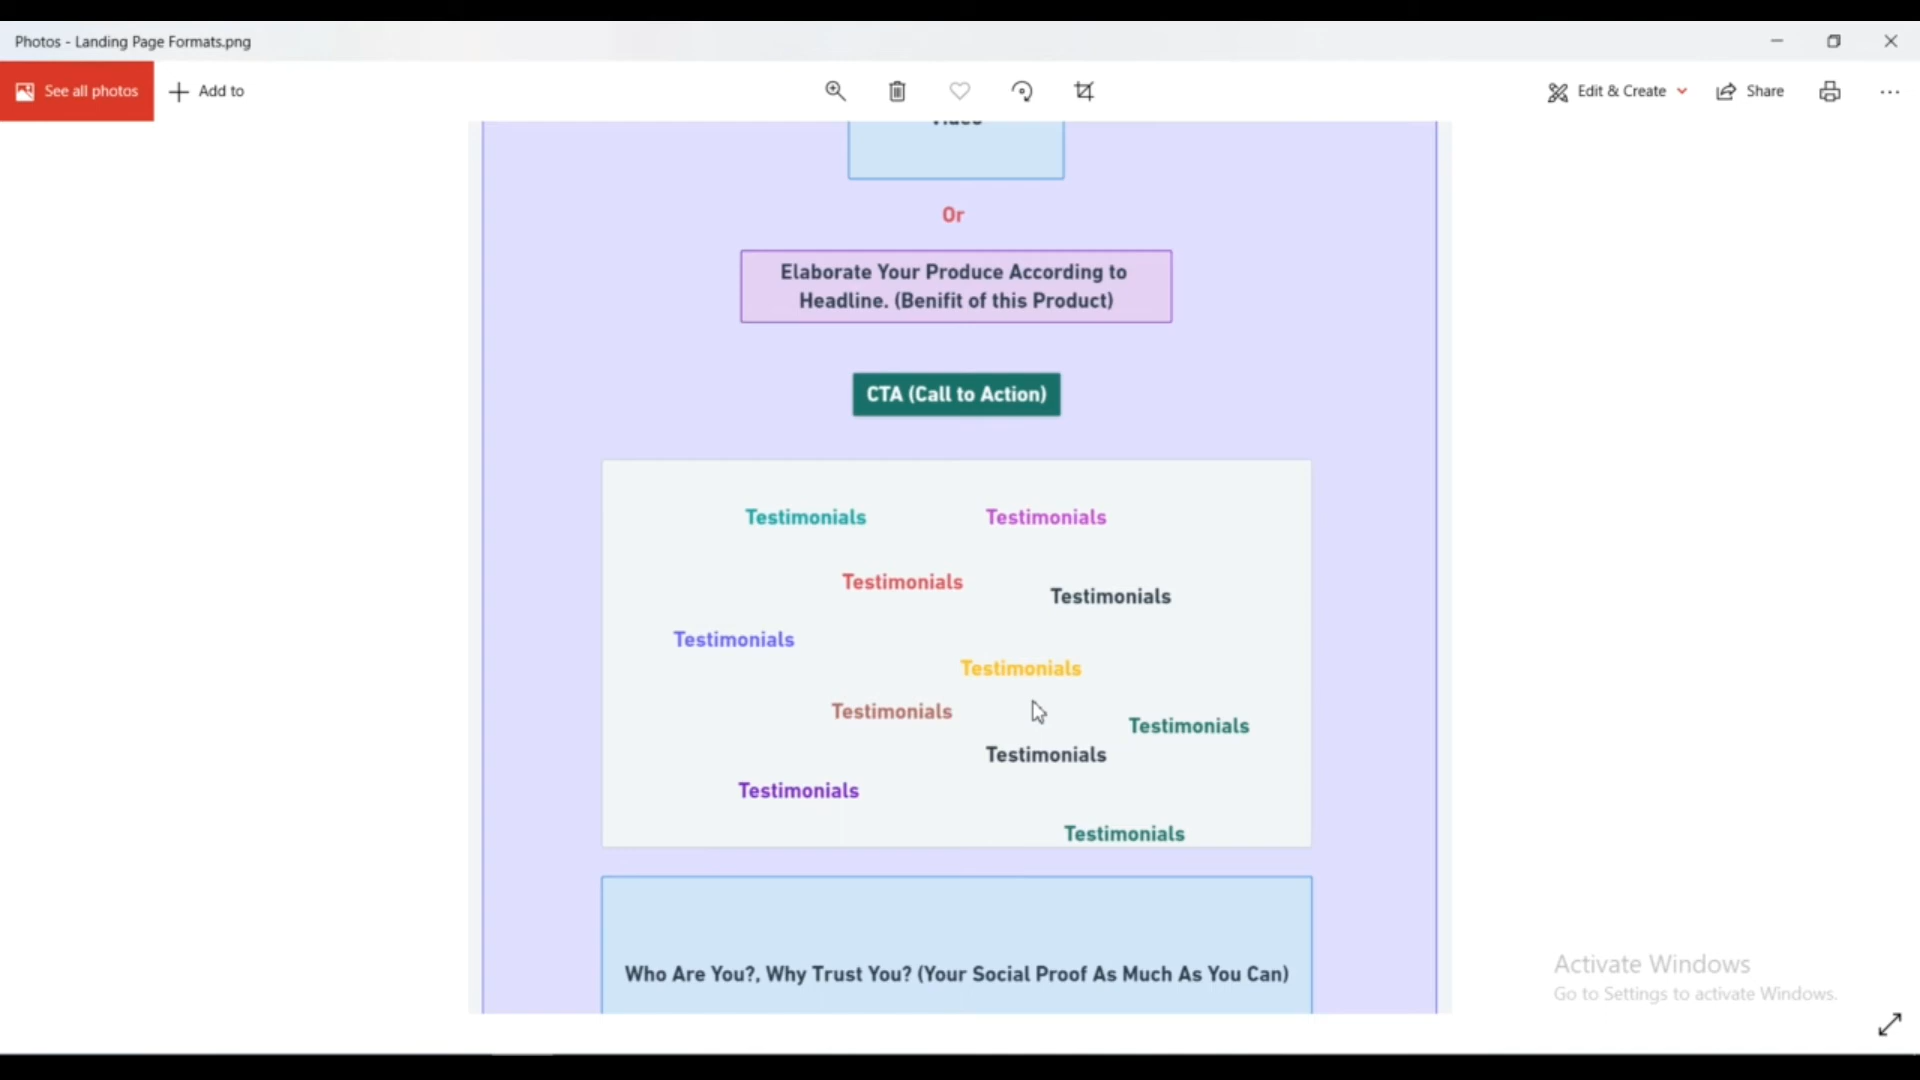 Photos - Landing Page Formats.png
See all photos
Add to
Edit & Create
Share
Video
Or
Elaborate Your Produce According to
Headline. (Benifit of this Product)
CTA (Call to Action)
Testimonials Testimonials
Testimonials
Testimonials
Testimonials
Testimonials
Testimonials
Testimonials
Testimonials
Testimonials
Testimonials
Who Are You?, Why Trust You? (Your Social Proof As Much As You Can)
Activate Windows
Go to Settings to activate Windows.